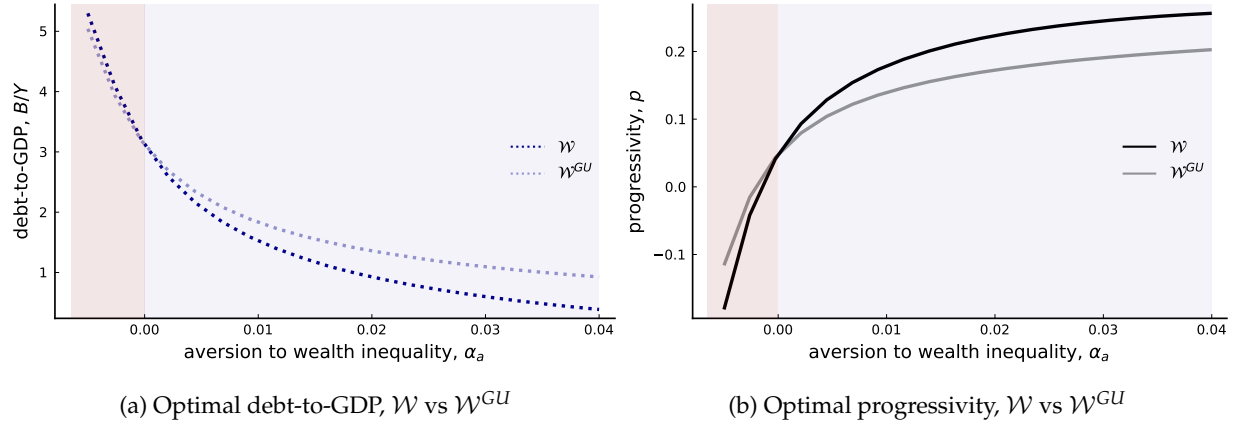 5
4
3
2
1
debt-to-GDP, B/Y
𝒲
𝒲^{GU}
0.00 0.01 0.02 0.03 0.04
aversion to wealth inequality, α_a
(a) Optimal debt-to-GDP, 𝒲 vs 𝒲^{GU}
0.2
0.1
0.0
−0.1
progressivity, p
𝒲
𝒲^{GU}
0.00 0.01 0.02 0.03 0.04
aversion to wealth inequality, α_a
(b) Optimal progressivity, 𝒲 vs 𝒲^{GU}